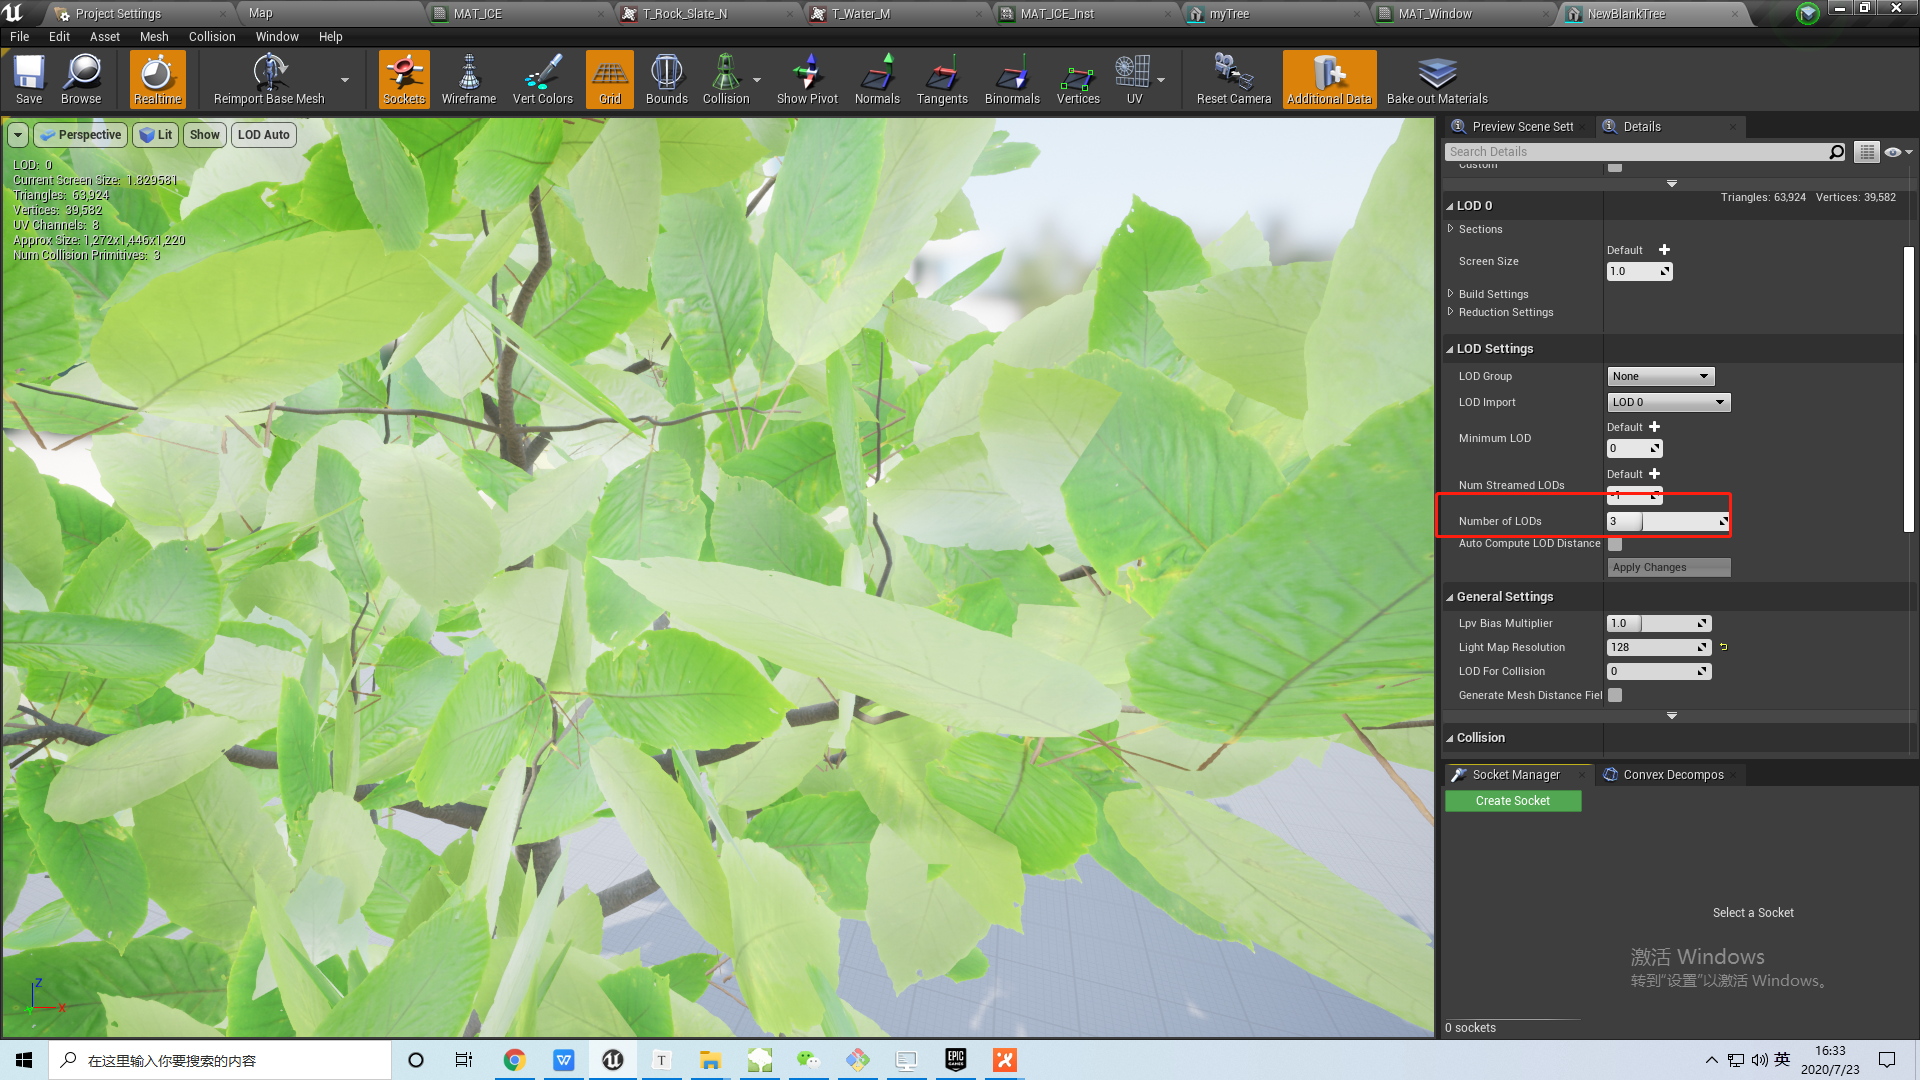 Project Settings
Map
MAT_ICE
T_Rock_Slate_N
T_Water_M
MAT_ICE_Inst
myTree
MAT_Window
NewBlankTree
File Edit Asset Mesh Collision Window Help
Save
Browse
Realtime
Reimport Base Mesh
Sockets
Wireframe
Vert Colors
Grid
Bounds
Collision
Show Pivot
Normals
Tangents
Binormals
Vertices
UV
Reset Camera
Additional Data
Bake out Materials
Perspective
Lit
Show
LOD Auto
LOD: 0
Current Screen Size: 1.829581
Triangles: 63,924
Vertices: 39,582
UV Channels: 8
Approx Size: 1,272x1,446x1,220
Num Collision Primitives: 3
Z
X
Preview Scene Sett
Details
Search Details
Custom
Triangles: 63,924 Vertices: 39,582
LOD 0
Sections
Screen Size
Default
1.0
Build Settings
Reduction Settings
LOD Settings
LOD Group
None
LOD Import
LOD 0
Minimum LOD
Default
0
Num Streamed LODs
Default
-1
Number of LODs
3
Auto Compute LOD Distance
Apply Changes
General Settings
Lpv Bias Multiplier
1.0
Light Map Resolution
128
LOD For Collision
0
Generate Mesh Distance Fiel
Collision
Socket Manager
Convex Decompos
Create Socket
Select a Socket
激活 Windows
转到"设置"以激活 Windows。
0 sockets
在这里输入你要搜索的内容
W
T
EPIC GAMES
英
16:33
2020/7/23